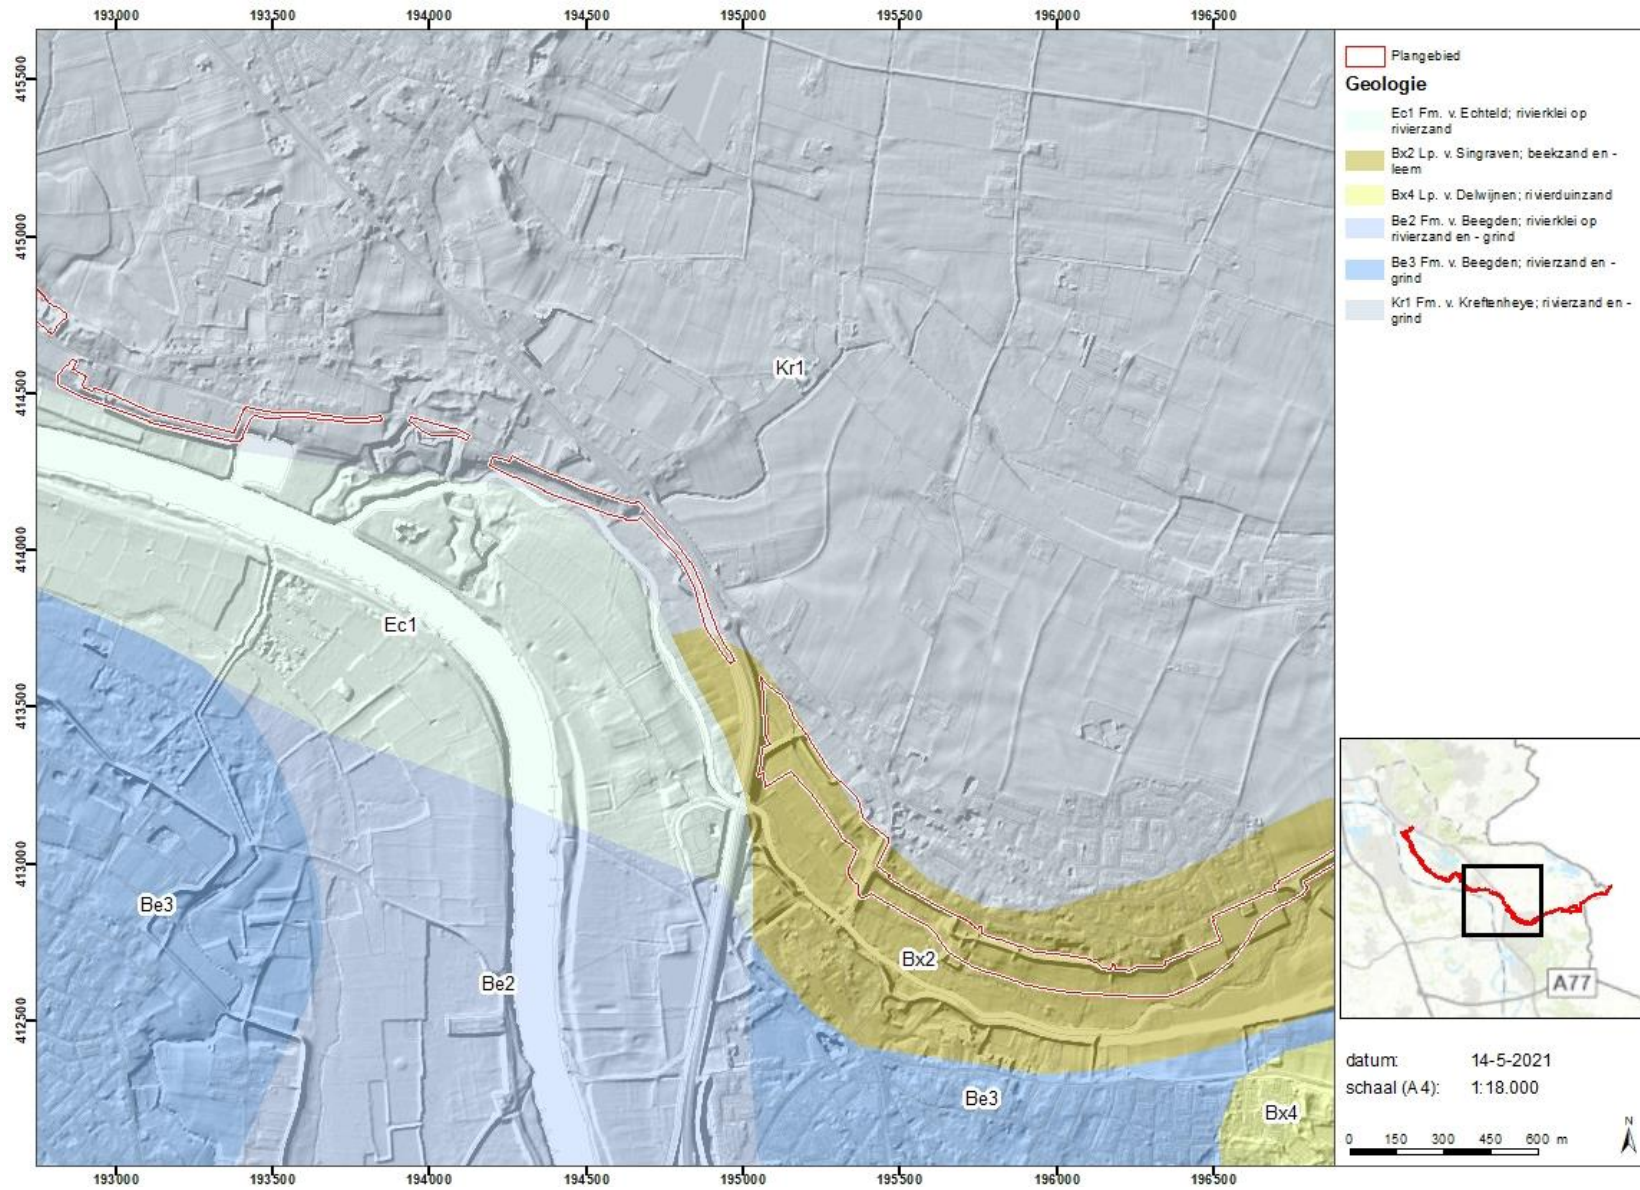 193000 193500 194000 194500 195000 195500 196000 196500
415500
415000
414500
414000
413500
413000
412500
Kr1
Ec1
Be3
Be2
Bx2
Be3
Bx4
193000 193500 194000 194500 195000 195500 196000 196500
Plangebied
Geologie
Ec1 Fm. v. Echteld; rivierklei op
rivierzand
Bx2 Lp. v. Singraven; beekzand en -
leem
Bx4 Lp. v. Delwijnen; rivierduinzand
Be2 Fm. v. Beegden; rivierklei op
rivierzand en - grind
Be3 Fm. v. Beegden; rivierzand en -
grind
Kr1 Fm. v. Kreftenheye; rivierzand en -
grind
A77
datum: 14-5-2021
schaal (A4): 1:18.000
N
0 150 300 450 600 m